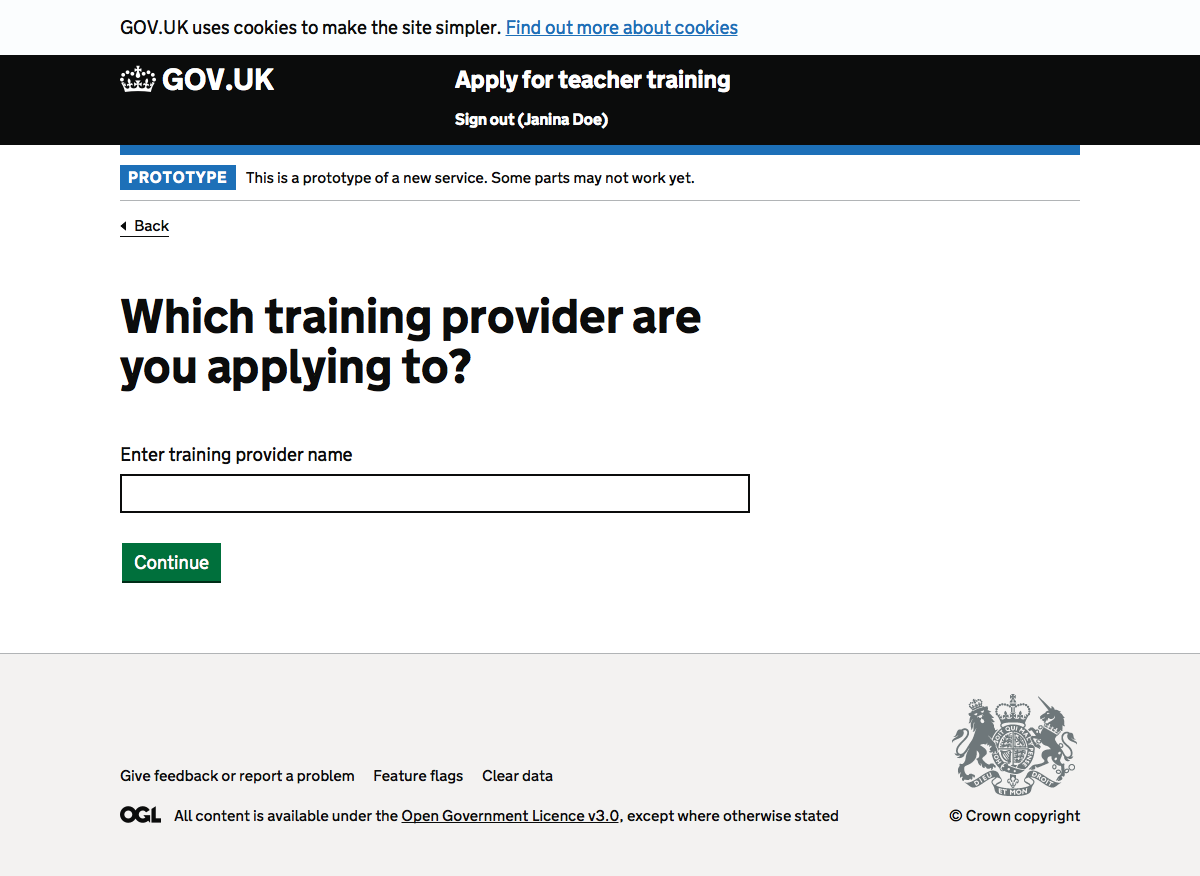 GOV.UK uses cookies to make the site simpler. Find out more about cookies
GOV.UK
Apply for teacher training
Sign out (Janina Doe)
PROTOTYPE This is a prototype of a new service. Some parts may not work yet.
Back
Which training provider are
you applying to?
Enter training provider name
Continue
DIEU ET MON DROIT
Give feedback or report a problem Feature flags Clear data
OGL All content is available under the Open Government Licence v3.0, except where otherwise stated
© Crown copyright